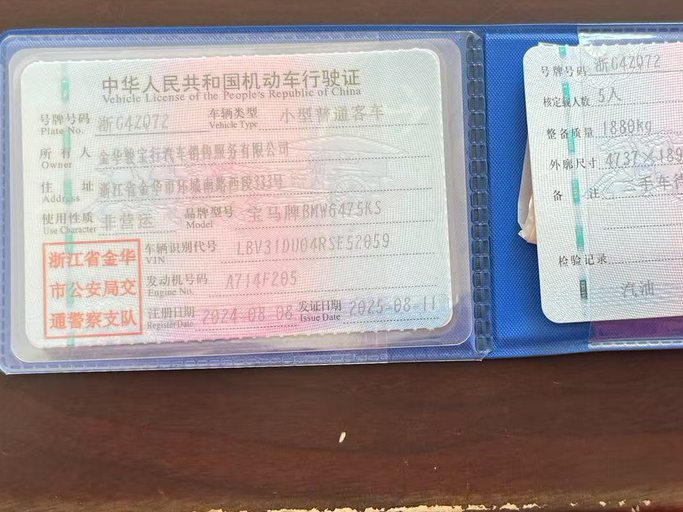 中华人民共和国机动车行驶证
Vehicle License of the People's Republic of China
号牌号码 浙G4Z072 车辆类型 小型普通客车
Plate No. Vehicle Type
所有人 金华骏宝行汽车销售服务有限公司
Owner
住址 浙江省金华市环城南路西段333号
Address
使用性质 非营运 品牌型号 宝马牌BMW6475KS
Use Character Model
浙江省金华
市公安局交
通警察支队
车辆识别代号 LBV31DU04RSE52059
VIN
发动机号码 A714F205
Engine No.
注册日期 2024-08-08 发证日期 2025-08-11
Register Date Issue Date
号牌号码 浙G4Z072
核定载人数 5人
整备质量 1880kg
外廓尺寸 4737×189
备注 二手车待
检验记录
汽油